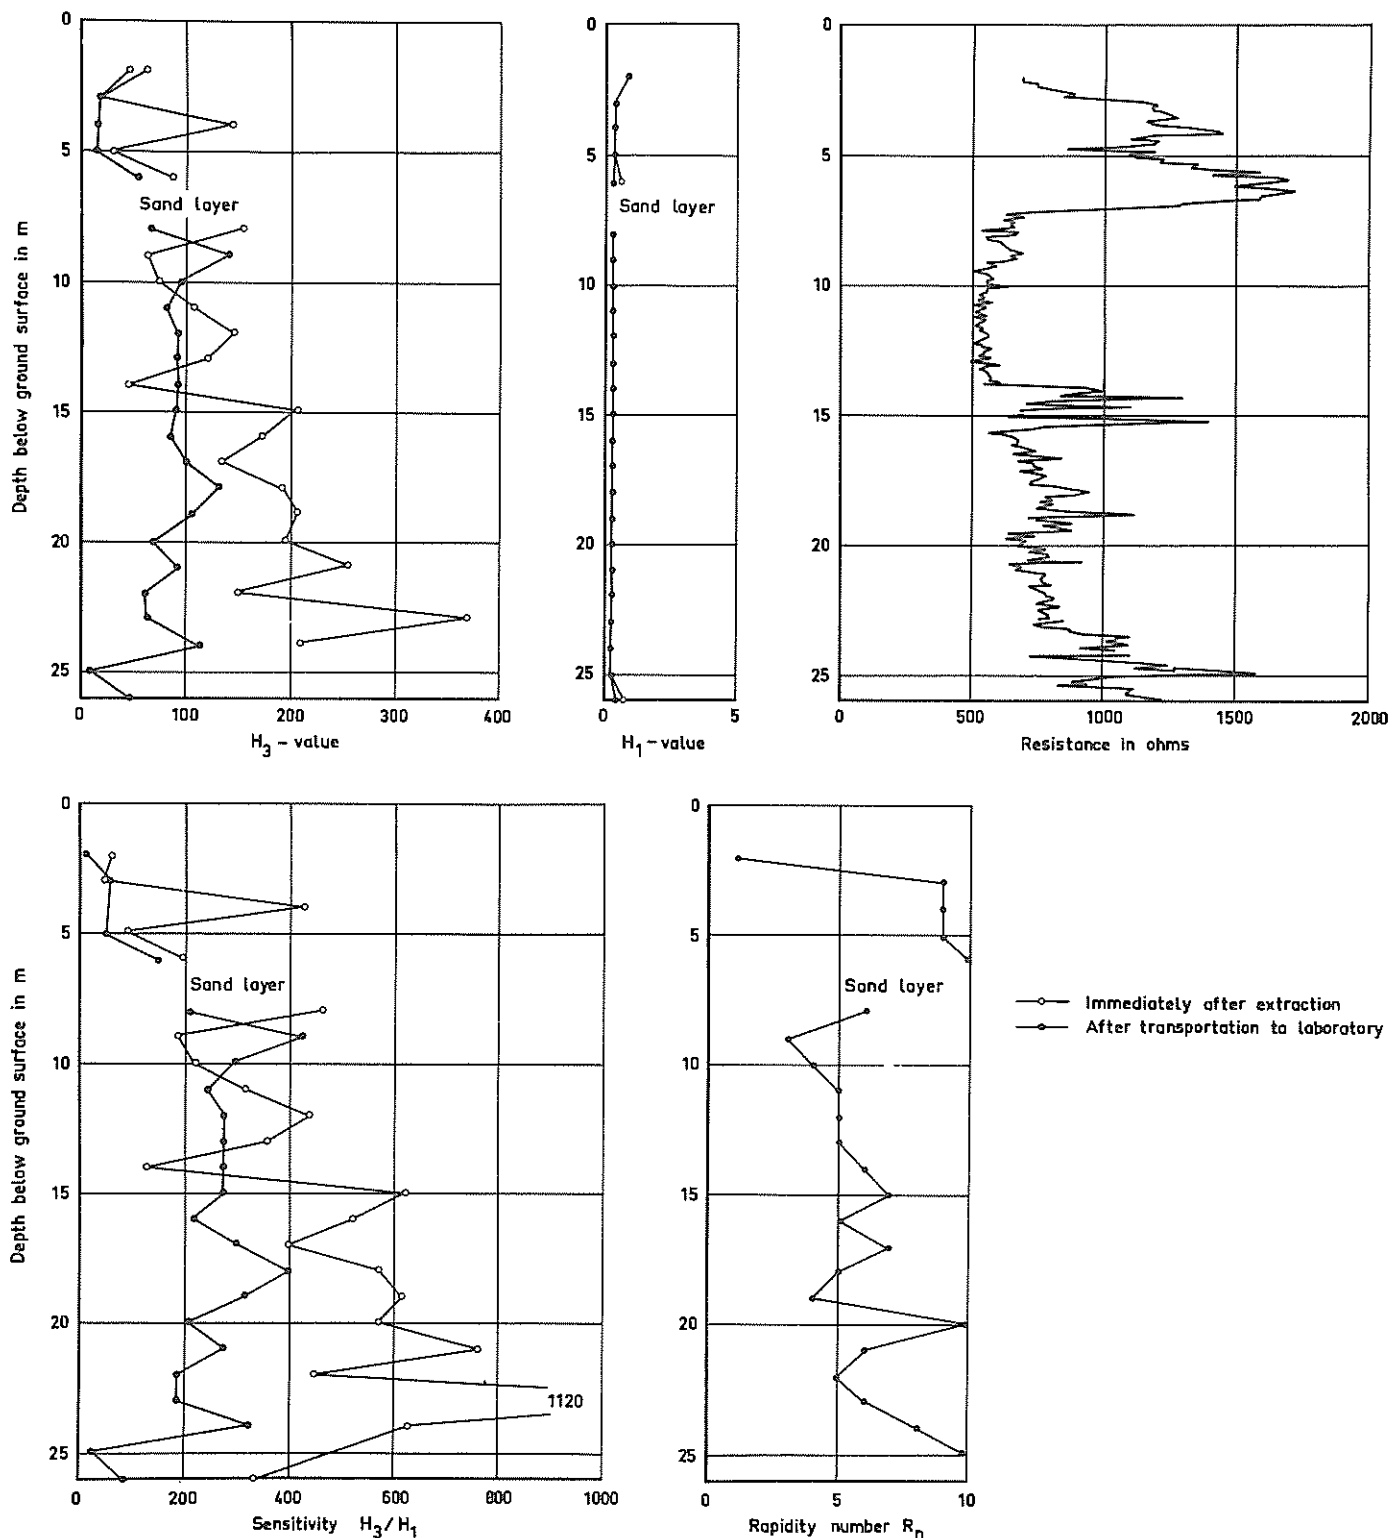 0
5
10
15
20
25
Depth below ground surface in m
Sand layer
0 100 200 300 400
H3 – value
0
5
10
15
20
25
Sand layer
0 5
H1 – value
0
5
10
15
20
25
0 500 1000 1500 2000
Resistance in ohms
0
5
10
15
20
25
Depth below ground surface in m
Sand layer
1120
0 200 400 600 800 1000
Sensitivity H3/H1
0
5
10
15
20
25
Sand layer
0 5 10
Rapidity number Rn
Immediately after extraction
After transportation to laboratory